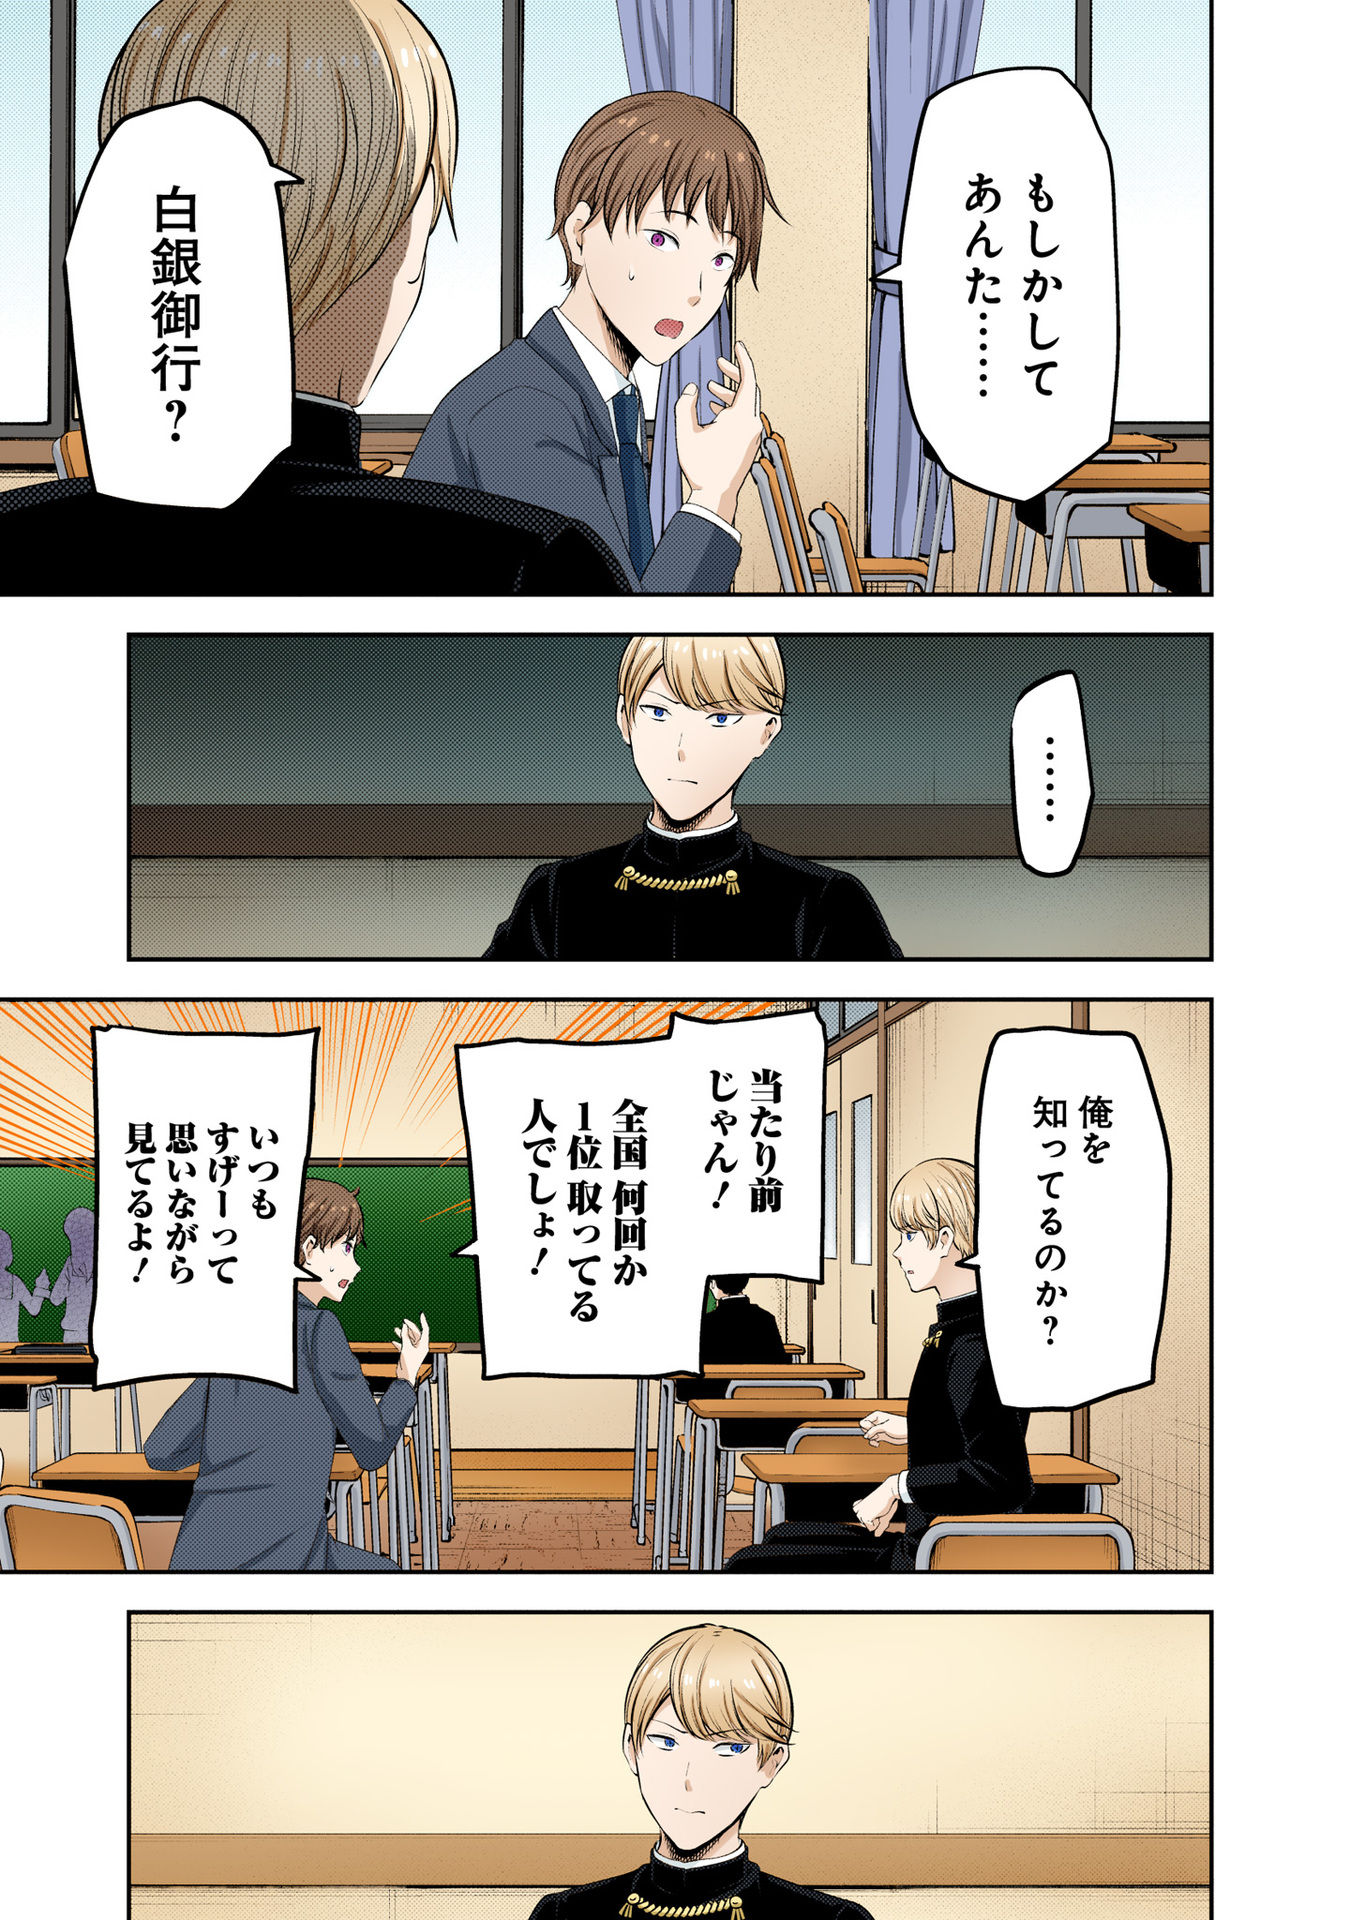 もしかして
あんた……
白銀御行?
……
俺を
知ってるのか?
当たり前
じゃん!
全国何回か
1位取ってる
人でしょ!
いつも
すげーって
思いながら
見てるよ!